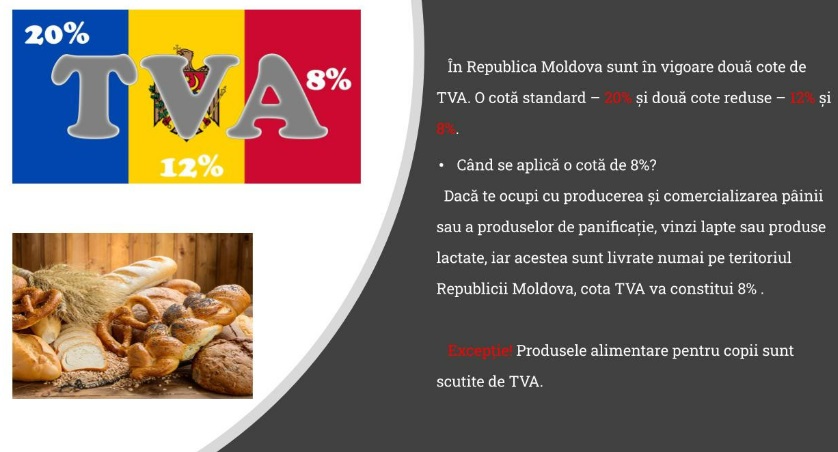 20%
TVA
8%
12%
În Republica Moldova sunt în vigoare două cote de
TVA. O cotă standard – 20% și două cote reduse – 12% și
8%.
• Când se aplică o cotă de 8%?
Dacă te ocupi cu producerea și comercializarea pâinii
sau a produselor de panificație, vinzi lapte sau produse
lactate, iar acestea sunt livrate numai pe teritoriul
Republicii Moldova, cota TVA va constitui 8% .
Excepție! Produsele alimentare pentru copii sunt
scutite de TVA.